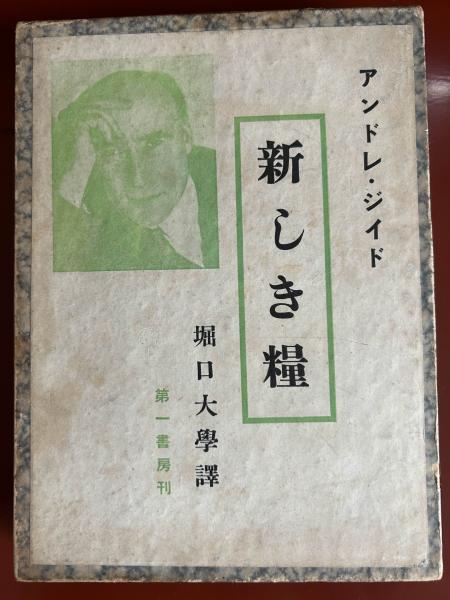 アンドレ・ジイド
新しき糧
堀口大學譯
第一書房刊